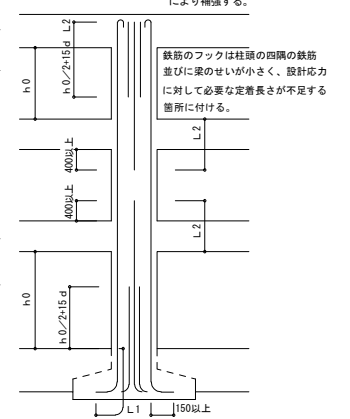 により補強する。
L2
h0/2+15d
鉄筋のフックは柱頭の四隅の鉄筋
並びに梁のせいが小さく、設計応力
に対して必要な定着長さが不足する
箇所に付ける。
h0
L2
400以上
400以上
L2
h0
h0/2+15d
L1
150以上